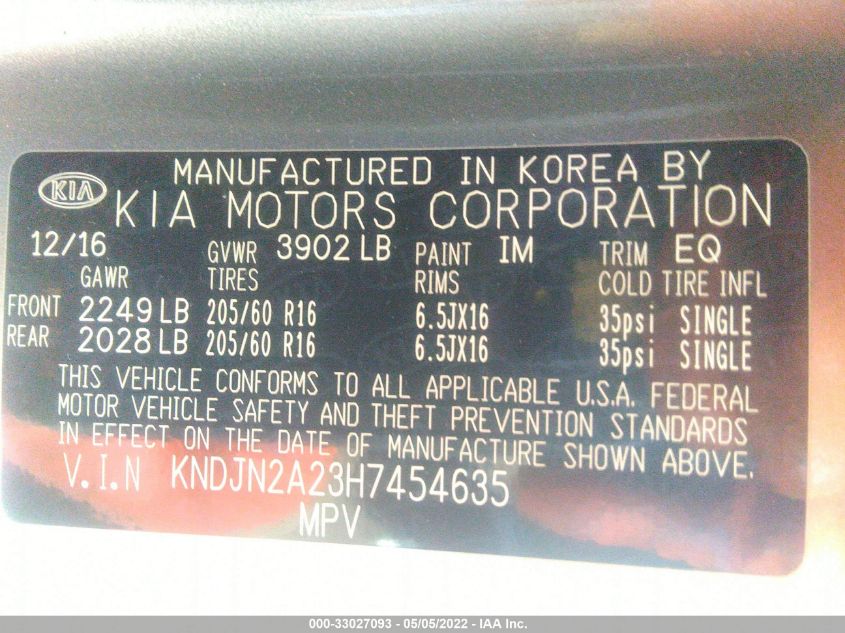 MANUFACTURED IN KOREA BY
KIA KIA MOTORS CORPORATION
12/16 GVWR 3902 LB PAINT IM TRIM EQ
GAWR TIRES RIMS COLD TIRE INFL
FRONT 2249 LB 205/60 R16 6.5JX16 35psi SINGLE
REAR 2028 LB 205/60 R16 6.5JX16 35psi SINGLE
THIS VEHICLE CONFORMS TO ALL APPLICABLE U.S.A. FEDERAL
MOTOR VEHICLE SAFETY AND THEFT PREVENTION STANDARDS
IN EFFECT ON THE DATE OF MANUFACTURE SHOWN ABOVE.
V.I.N KNDJN2A23H7454635
MPV
000-33027093 - 05/05/2022 - IAA Inc.